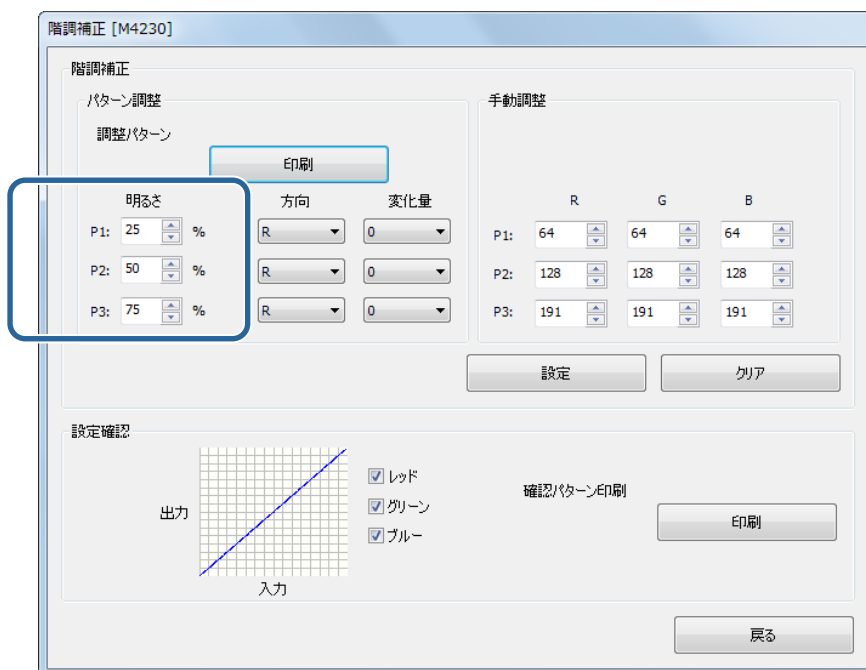 階調補正 [M4230]
階調補正
パターン調整
調整パターン
印刷
明るさ 方向 変化量
P1: 25 % R 0
P2: 50 % R 0
P3: 75 % R 0
手動調整
R G B
P1: 64 64 64
P2: 128 128 128
P3: 191 191 191
設定 クリア
設定確認
出力
入力
レッド
グリーン
ブルー
確認パターン印刷
印刷
戻る